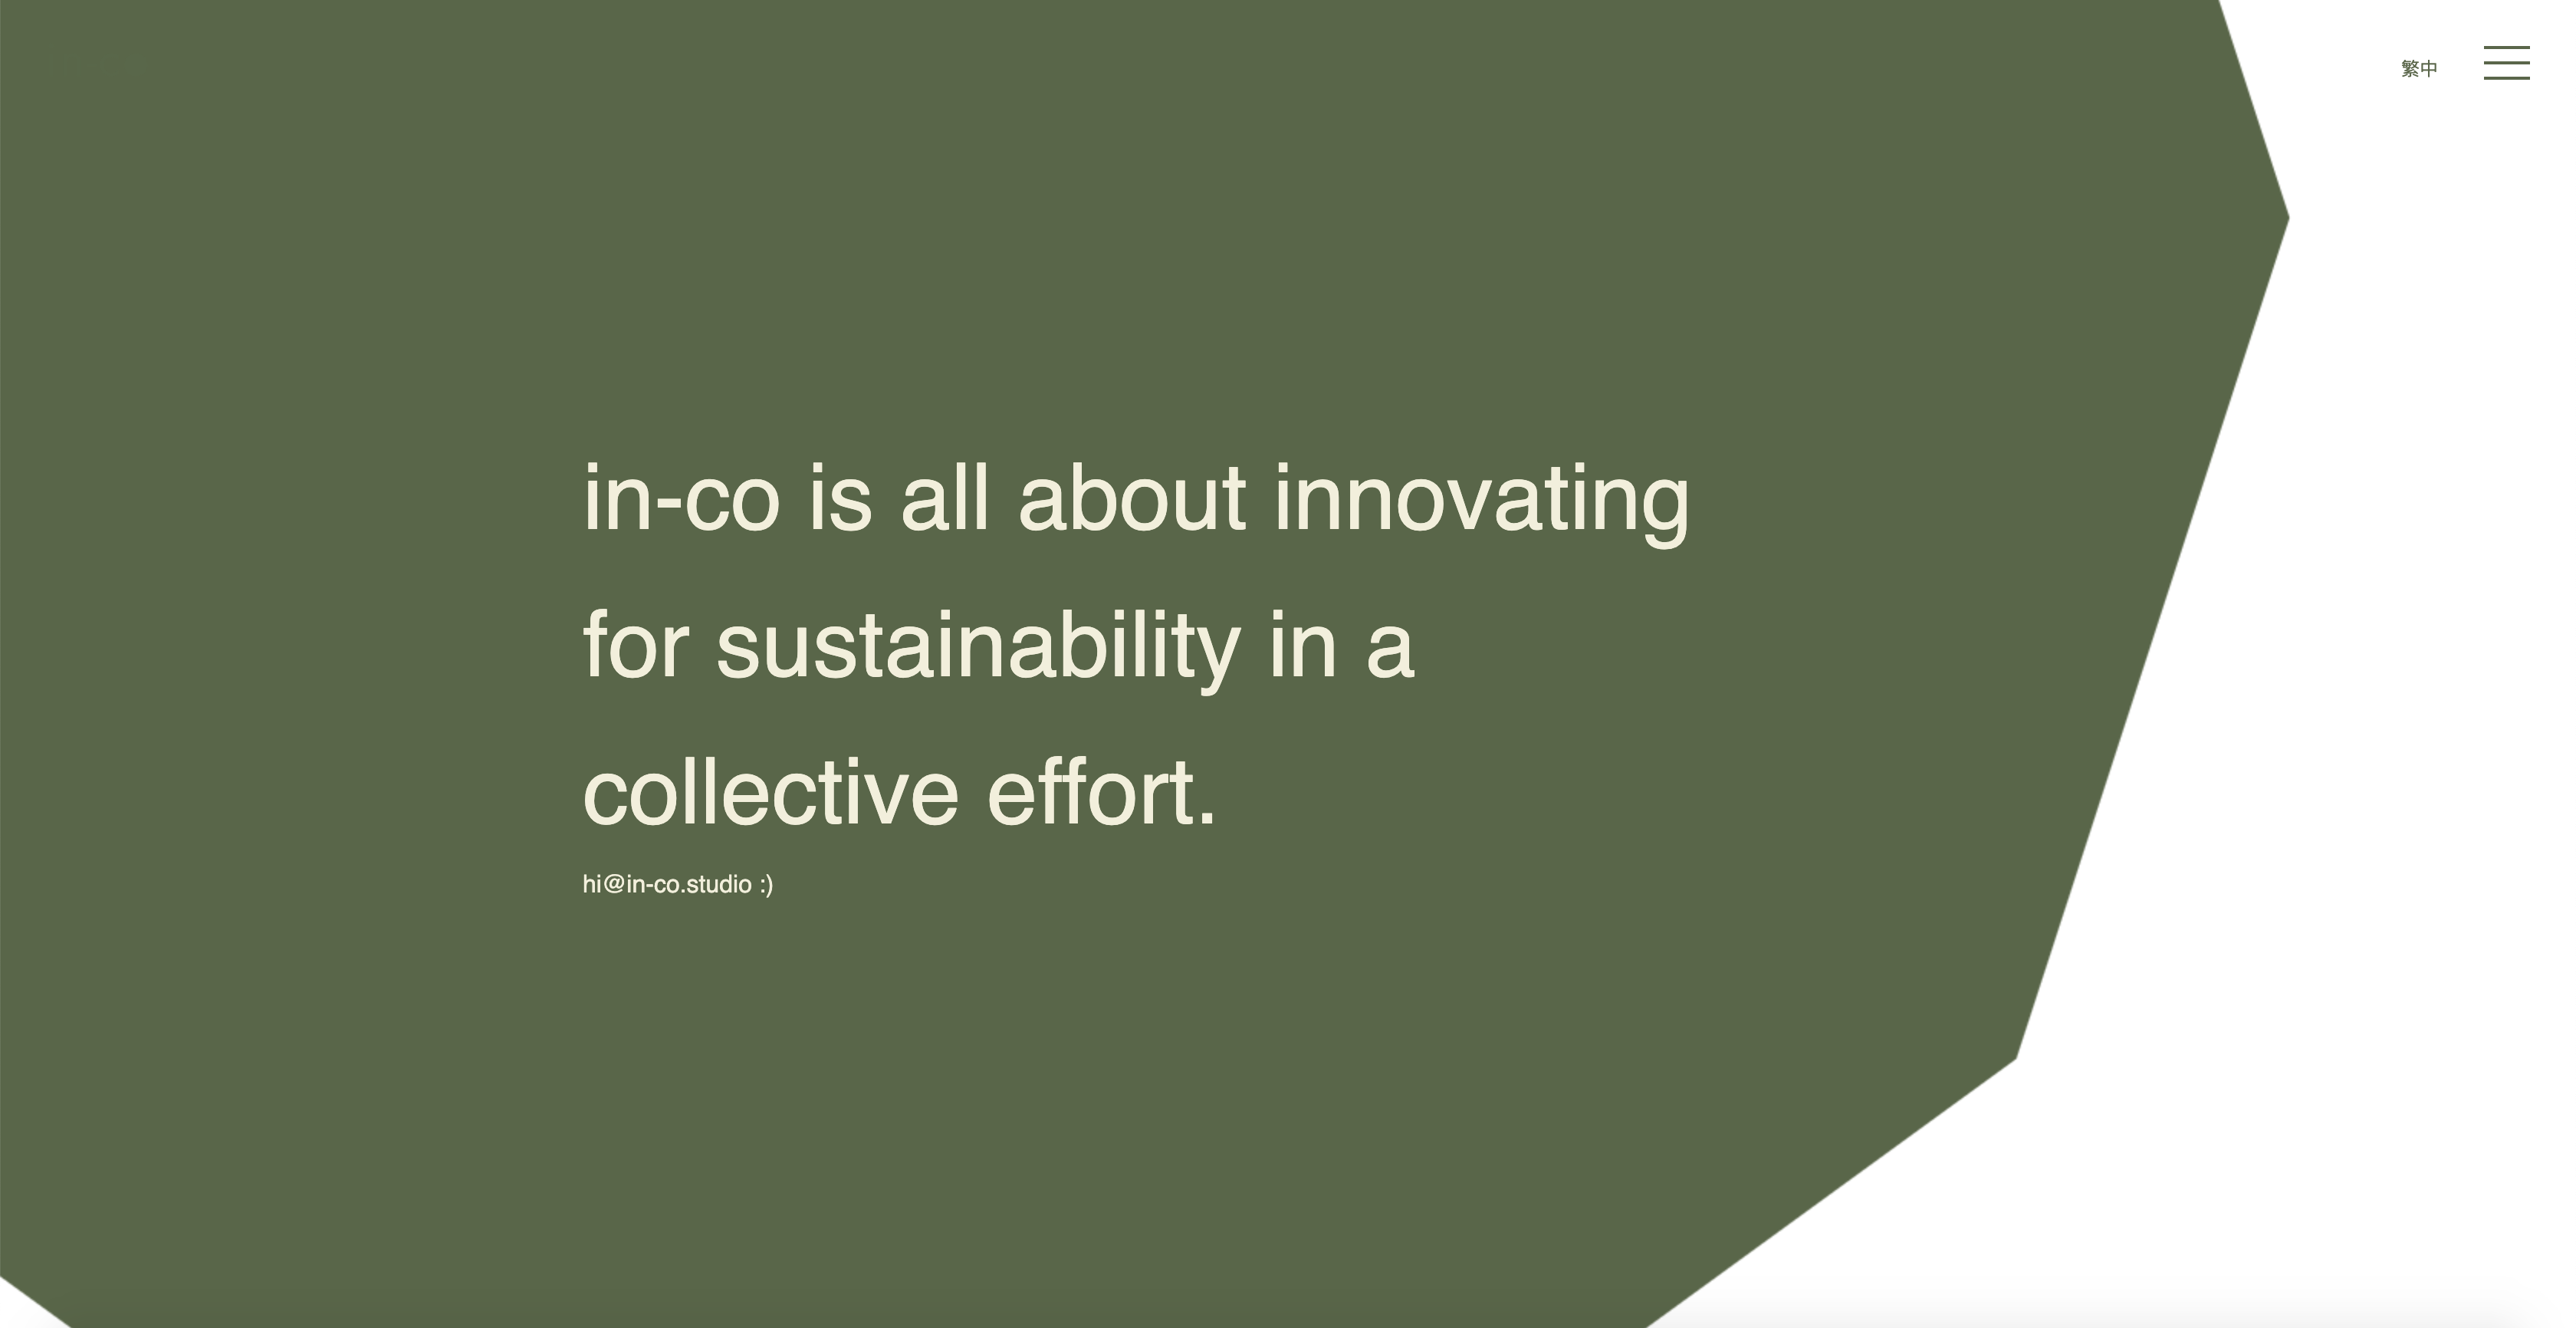 繁中
in-co is all about innovating
for sustainability in a
collective effort.
hi@in-co.studio :)